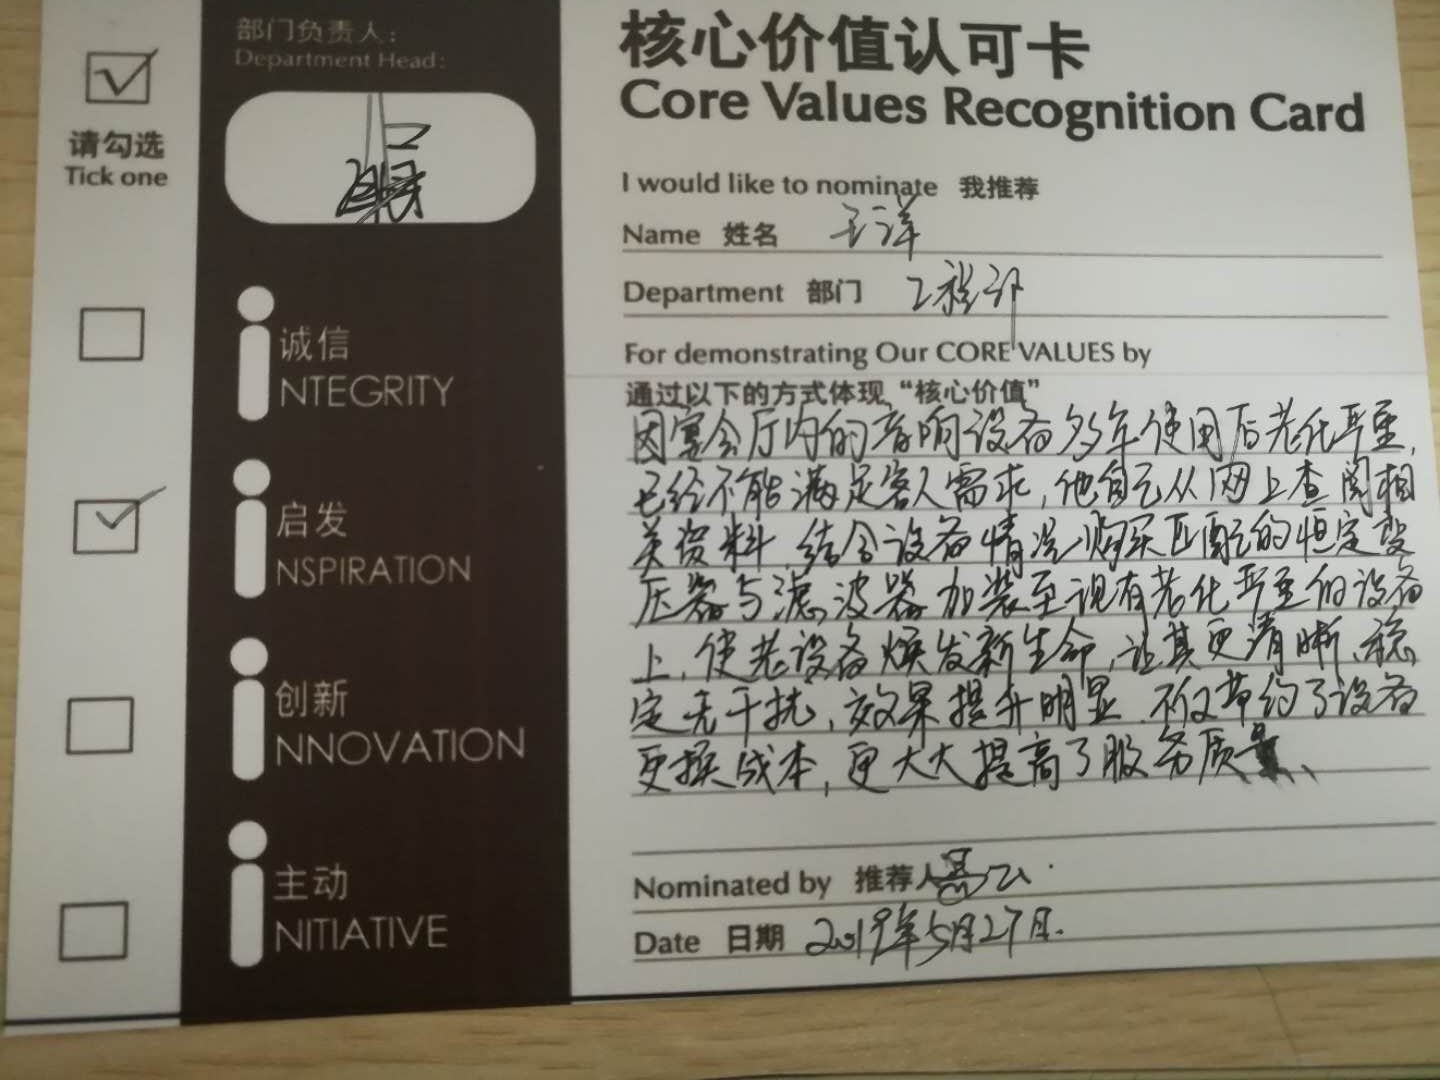 请勾选
Tick one
部门负责人：
Department Head:
诚信
INTEGRITY
启发
INSPIRATION
创新
INNOVATION
主动
INITIATIVE
核心价值认可卡
Core Values Recognition Card
I would like to nominate 我推荐
Name 姓名 王洋
Department 部门 工程部
For demonstrating Our CORE VALUES by
通过以下的方式体现“核心价值”
因宴会厅内的音响设备多年使用后老化严重,
已经不能满足客人需求,他自己从网上查阅相
关资料,结合设备情况,购买匹配的恒定变
压器与滤波器加装至现有老化严重的设备
上,使老设备焕发新生命,让其更清晰、稳
定无干扰,效果提升明显.不仅节约了设备
更换成本,更大大提高了服务质量、
Nominated by 推荐人
Date 日期 2019年5月27日.